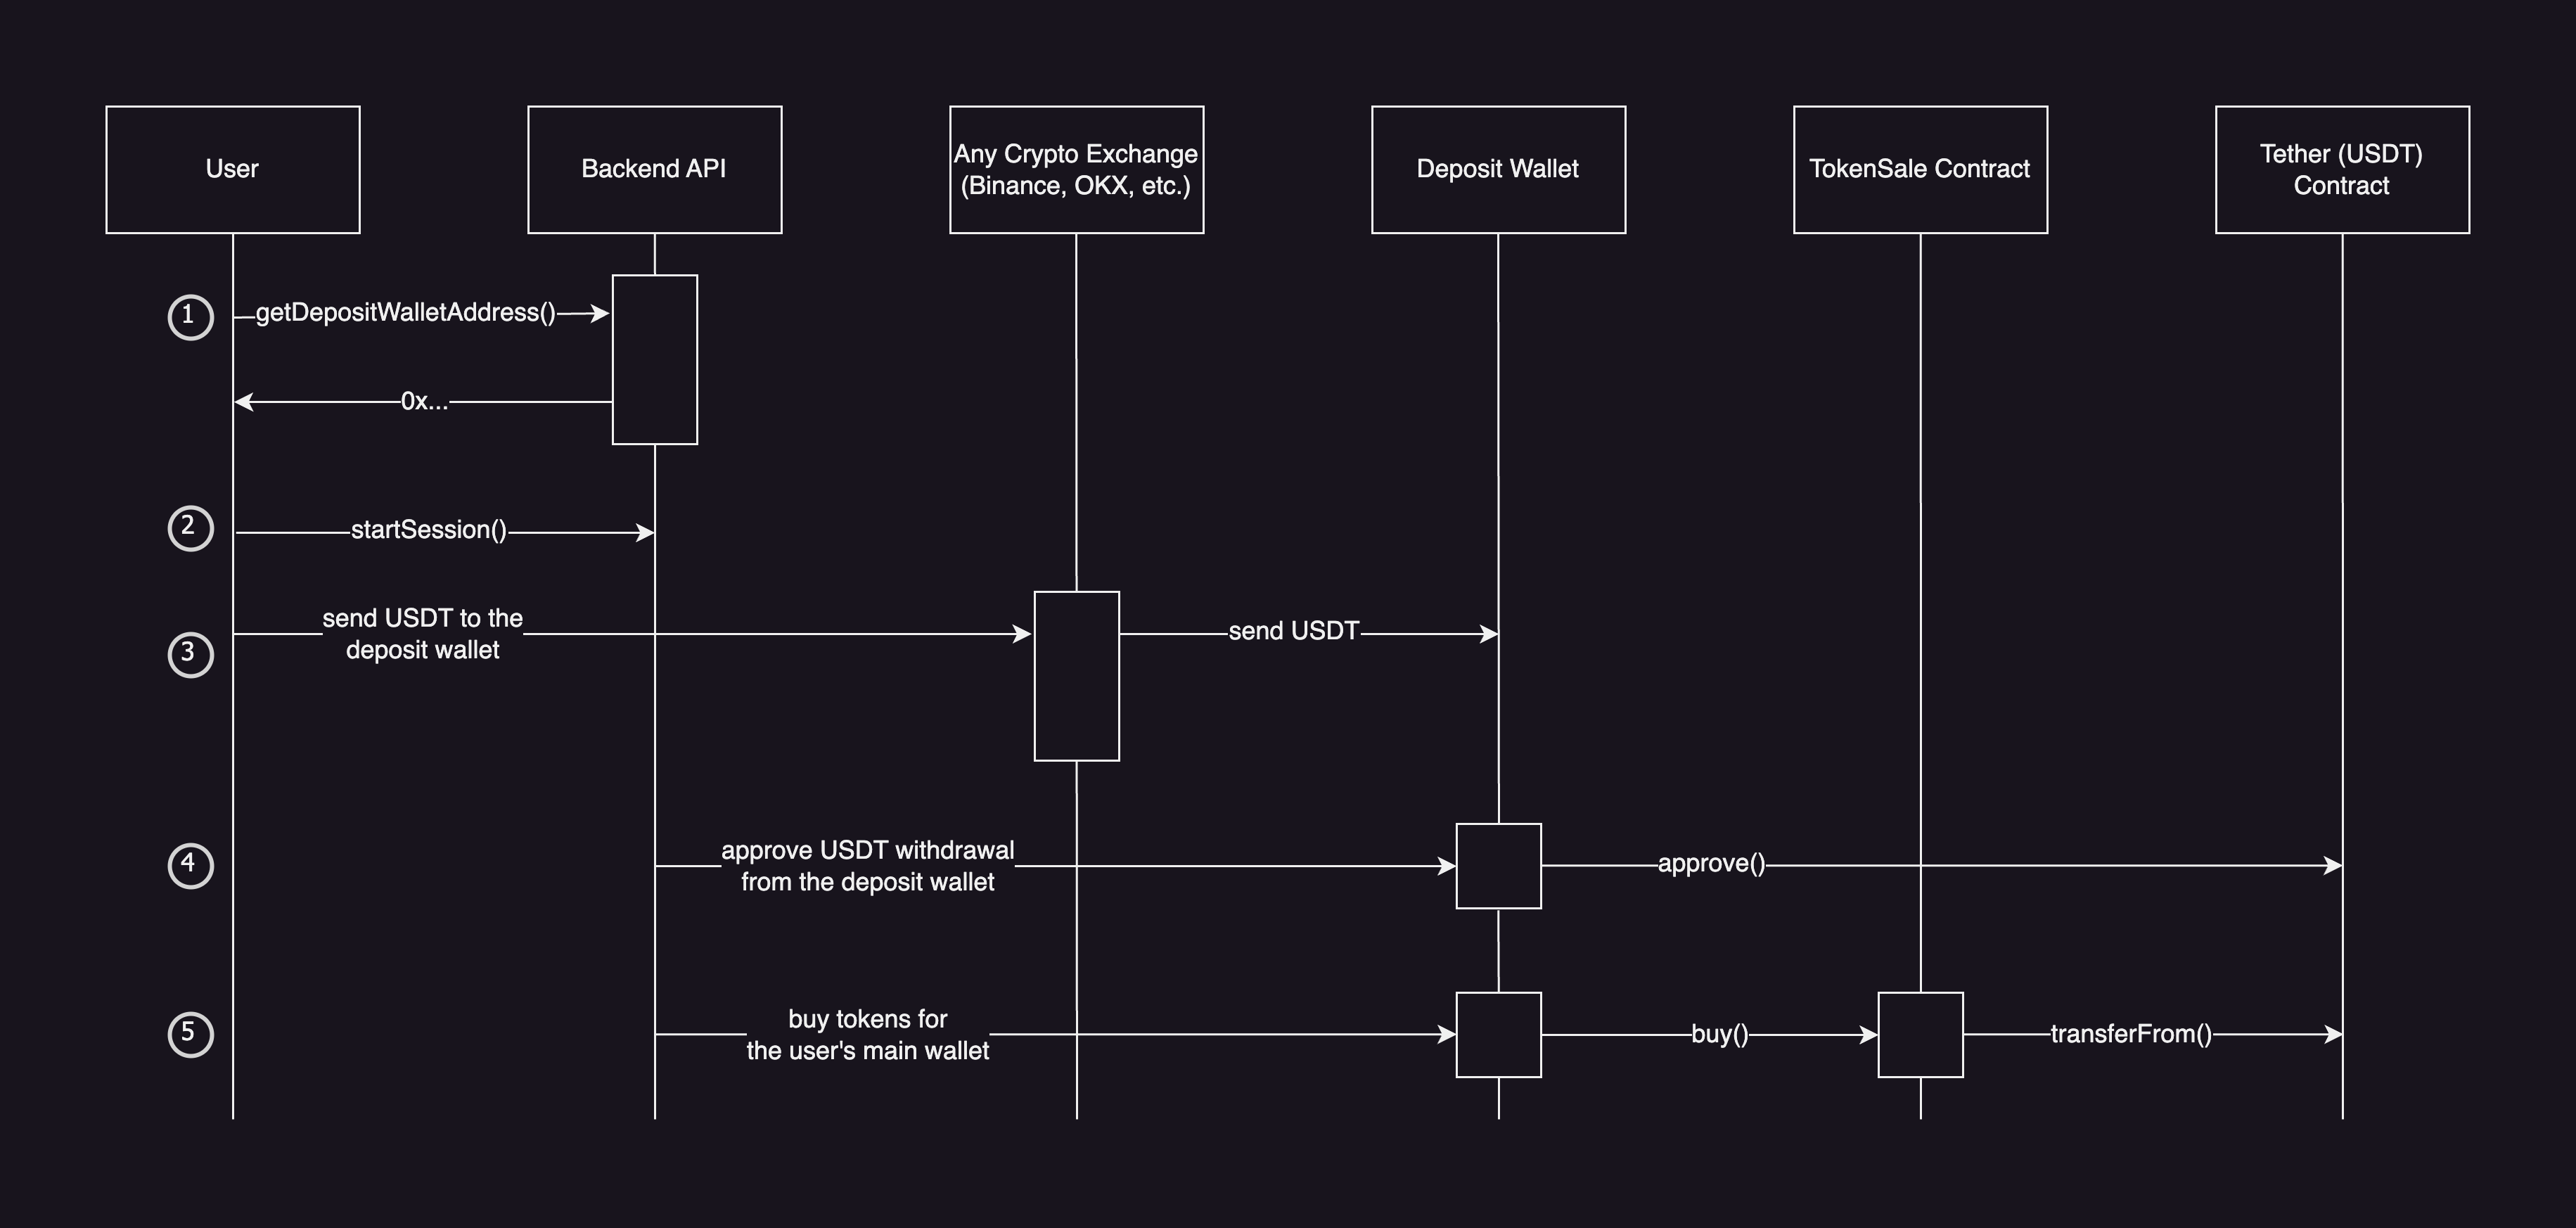 User
Backend API
Any Crypto Exchange
(Binance, OKX, etc.)
Deposit Wallet
TokenSale Contract
Tether (USDT)
Contract
1
getDepositWalletAddress()
0x...
2
startSession()
3
send USDT to the
deposit wallet
send USDT
4
approve USDT withdrawal
from the deposit wallet
approve()
5
buy tokens for
the user's main wallet
buy()
transferFrom()